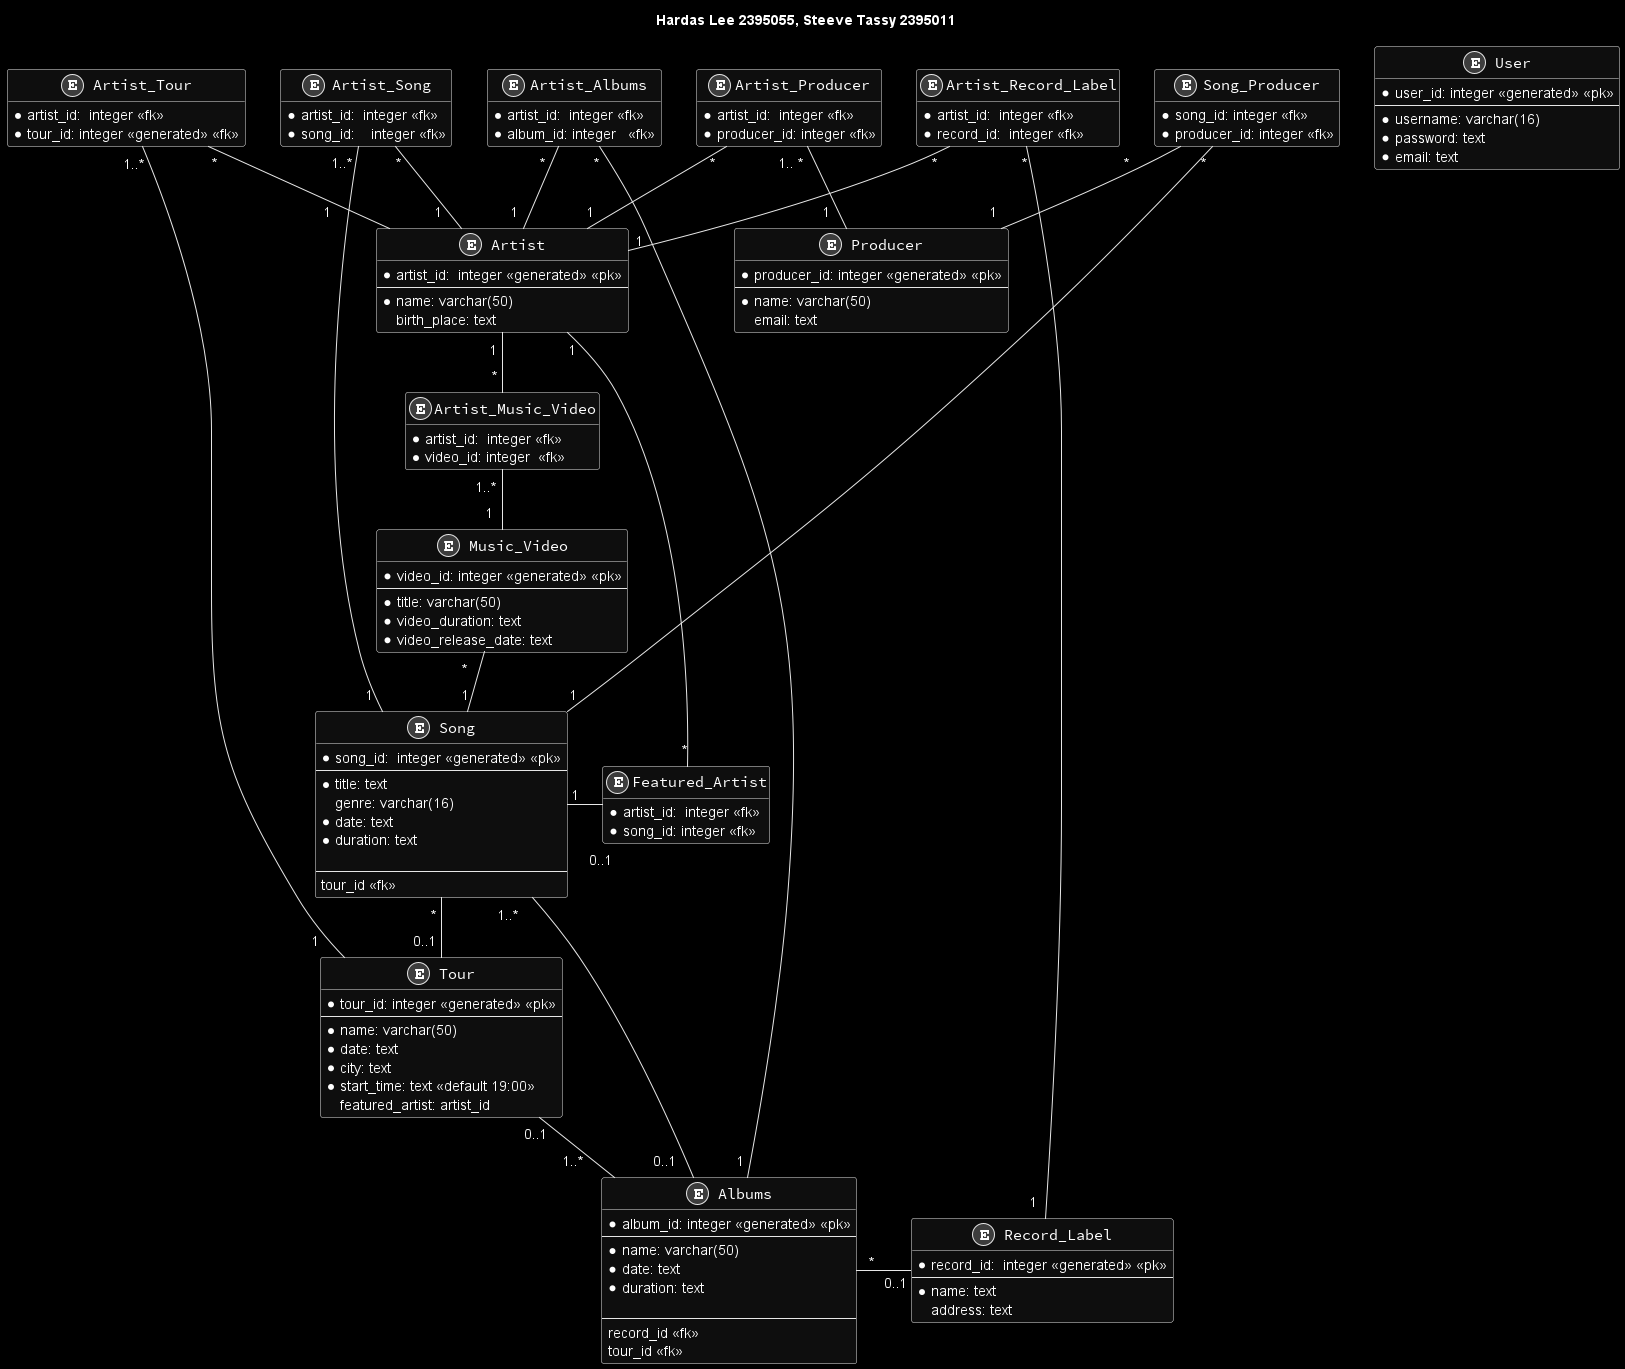 Hardas Lee 2395055, Steeve Tassy 2395011
E Artist_Tour
artist_id: integer «fk»
tour_id: integer «generated» «fk»
E Artist_Song
artist_id: integer «fk»
song_id: integer «fk»
E Artist_Albums
artist_id: integer «fk»
album_id: integer «fk»
E Artist_Producer
artist_id: integer «fk»
producer_id: integer «fk»
E Artist_Record_Label
artist_id: integer «fk»
record_id: integer «fk»
E Song_Producer
song_id: integer «fk»
producer_id: integer «fk»
E User
user_id: integer «generated» «pk»
username: varchar(16)
password: text
email: text
1..* * 1..* * * * * 1.. * * * * *
1 1 1 1 1 1 1
E Artist
artist_id: integer «generated» «pk»
name: varchar(50)
birth_place: text
E Producer
producer_id: integer «generated» «pk»
name: varchar(50)
email: text
1 1
*
E Artist_Music_Video
artist_id: integer «fk»
video_id: integer «fk»
1..*
1
E Music_Video
video_id: integer «generated» «pk»
title: varchar(50)
video_duration: text
video_release_date: text
*
1 1 1
E Song
song_id: integer «generated» «pk»
title: text
genre: varchar(16)
date: text
duration: text
tour_id «fk»
*
E Featured_Artist
artist_id: integer «fk»
song_id: integer «fk»
1
0..1
* 1..*
1 0..1
E Tour
tour_id: integer «generated» «pk»
name: varchar(50)
date: text
city: text
start_time: text «default 19:00»
featured_artist: artist_id
0..1
1..* 0..1 1
E Albums
album_id: integer «generated» «pk»
name: varchar(50)
date: text
duration: text
record_id «fk»
tour_id «fk»
*
0..1
1
E Record_Label
record_id: integer «generated» «pk»
name: text
address: text